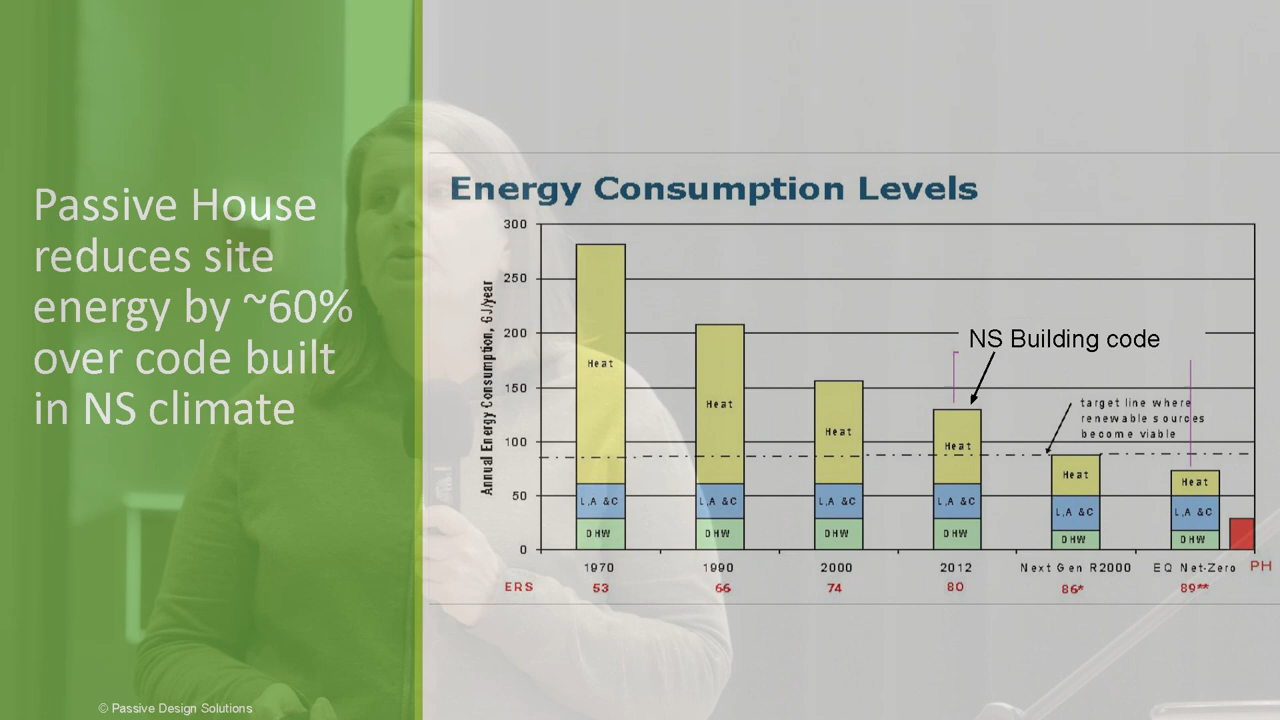 Passive House
reduces site
energy by ~60%
over code built
in NS climate
© Passive Design Solutions
Energy Consumption Levels
Annual Energy Consumption, GJ/year
300
250
200
150
100
50
0
NS Building code
target line where
renewable sources
become viable
Heat
L,A &C
DHW
Heat
L,A &C
DHW
Heat
L,A &C
DHW
Heat
L,A &C
DHW
Heat
L,A &C
DHW
Heat
L,A &C
DHW
1970 1990 2000 2012 Next Gen R2000 EQ Net-Zero PH
ERS 53 66 74 80 86* 89**